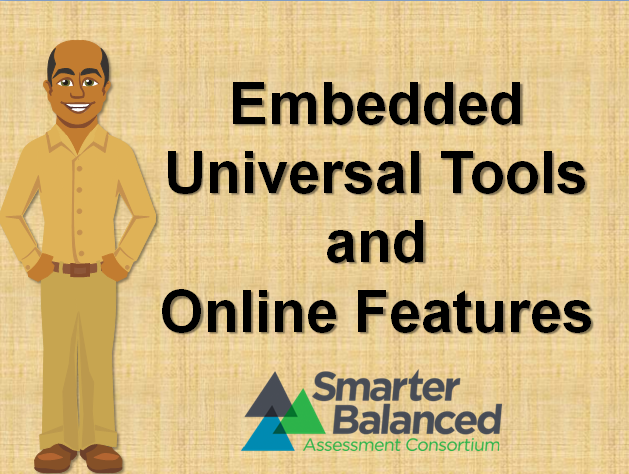 Embedded
Universal Tools
and
Online Features
Smarter
Balanced
Assessment Consortium